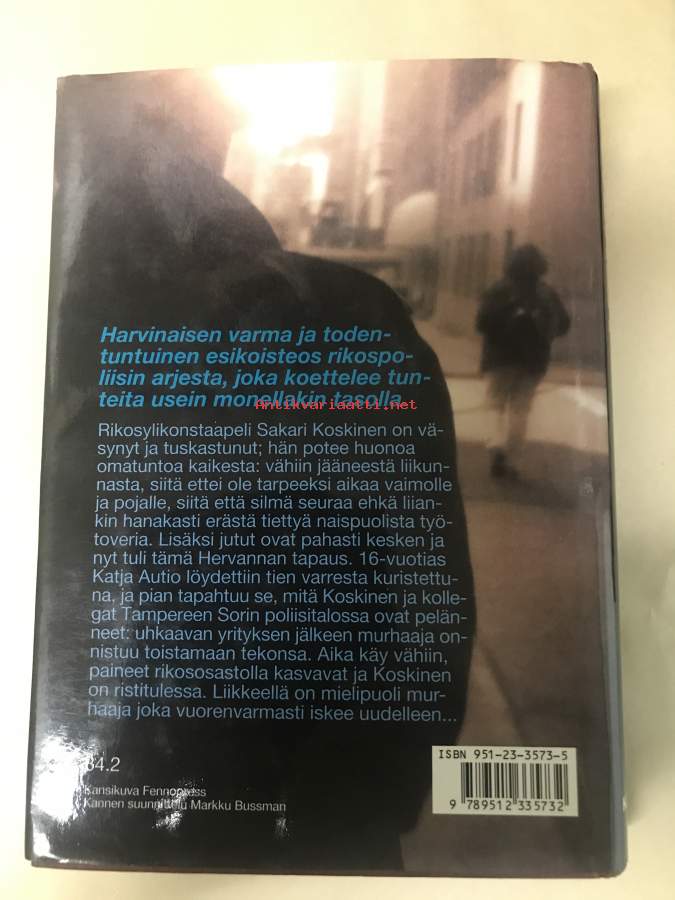 Harvinaisen varma ja toden-
tuntuinen esikoisteos rikospo-
liisin arjesta, joka koettelee tun-
teita usein monellakin tasolla.
Antikvariaatti.net
Rikosylikonstaapeli Sakari Koskinen on vä-
synyt ja tuskastunut; hän potee huonoa
omatuntoa kaikesta: vähiin jääneestä liikun-
nasta, siitä ettei ole tarpeeksi aikaa vaimolle
ja pojalle, siitä että silmä seuraa ehkä liian-
kin hanakasti erästä tiettyä naispuolista työ-
toveria. Lisäksi jutut ovat pahasti kesken ja
nyt tuli tämä Hervannan tapaus. 16-vuotias
Katja Autio löydettiin tien varresta kuristettu-
na, ja pian tapahtuu se, mitä Koskinen ja kolle-
gat Tampereen Sorin poliisitalossa ovat pelän-
neet: uhkaavan yrityksen jälkeen murhaaja on-
nistuu toistamaan tekonsa. Aika käy vähiin,
paineet rikososastolla kasvavat ja Koskinen
on ristitulessa. Liikkeellä on mielipuoli mur-
haaja joka vuorenvarmasti iskee uudelleen...
84.2
Kansikuva Fennopress
Kannen suunnittelu Markku Bussman
ISBN 951-23-3573-5
9 789512 335732